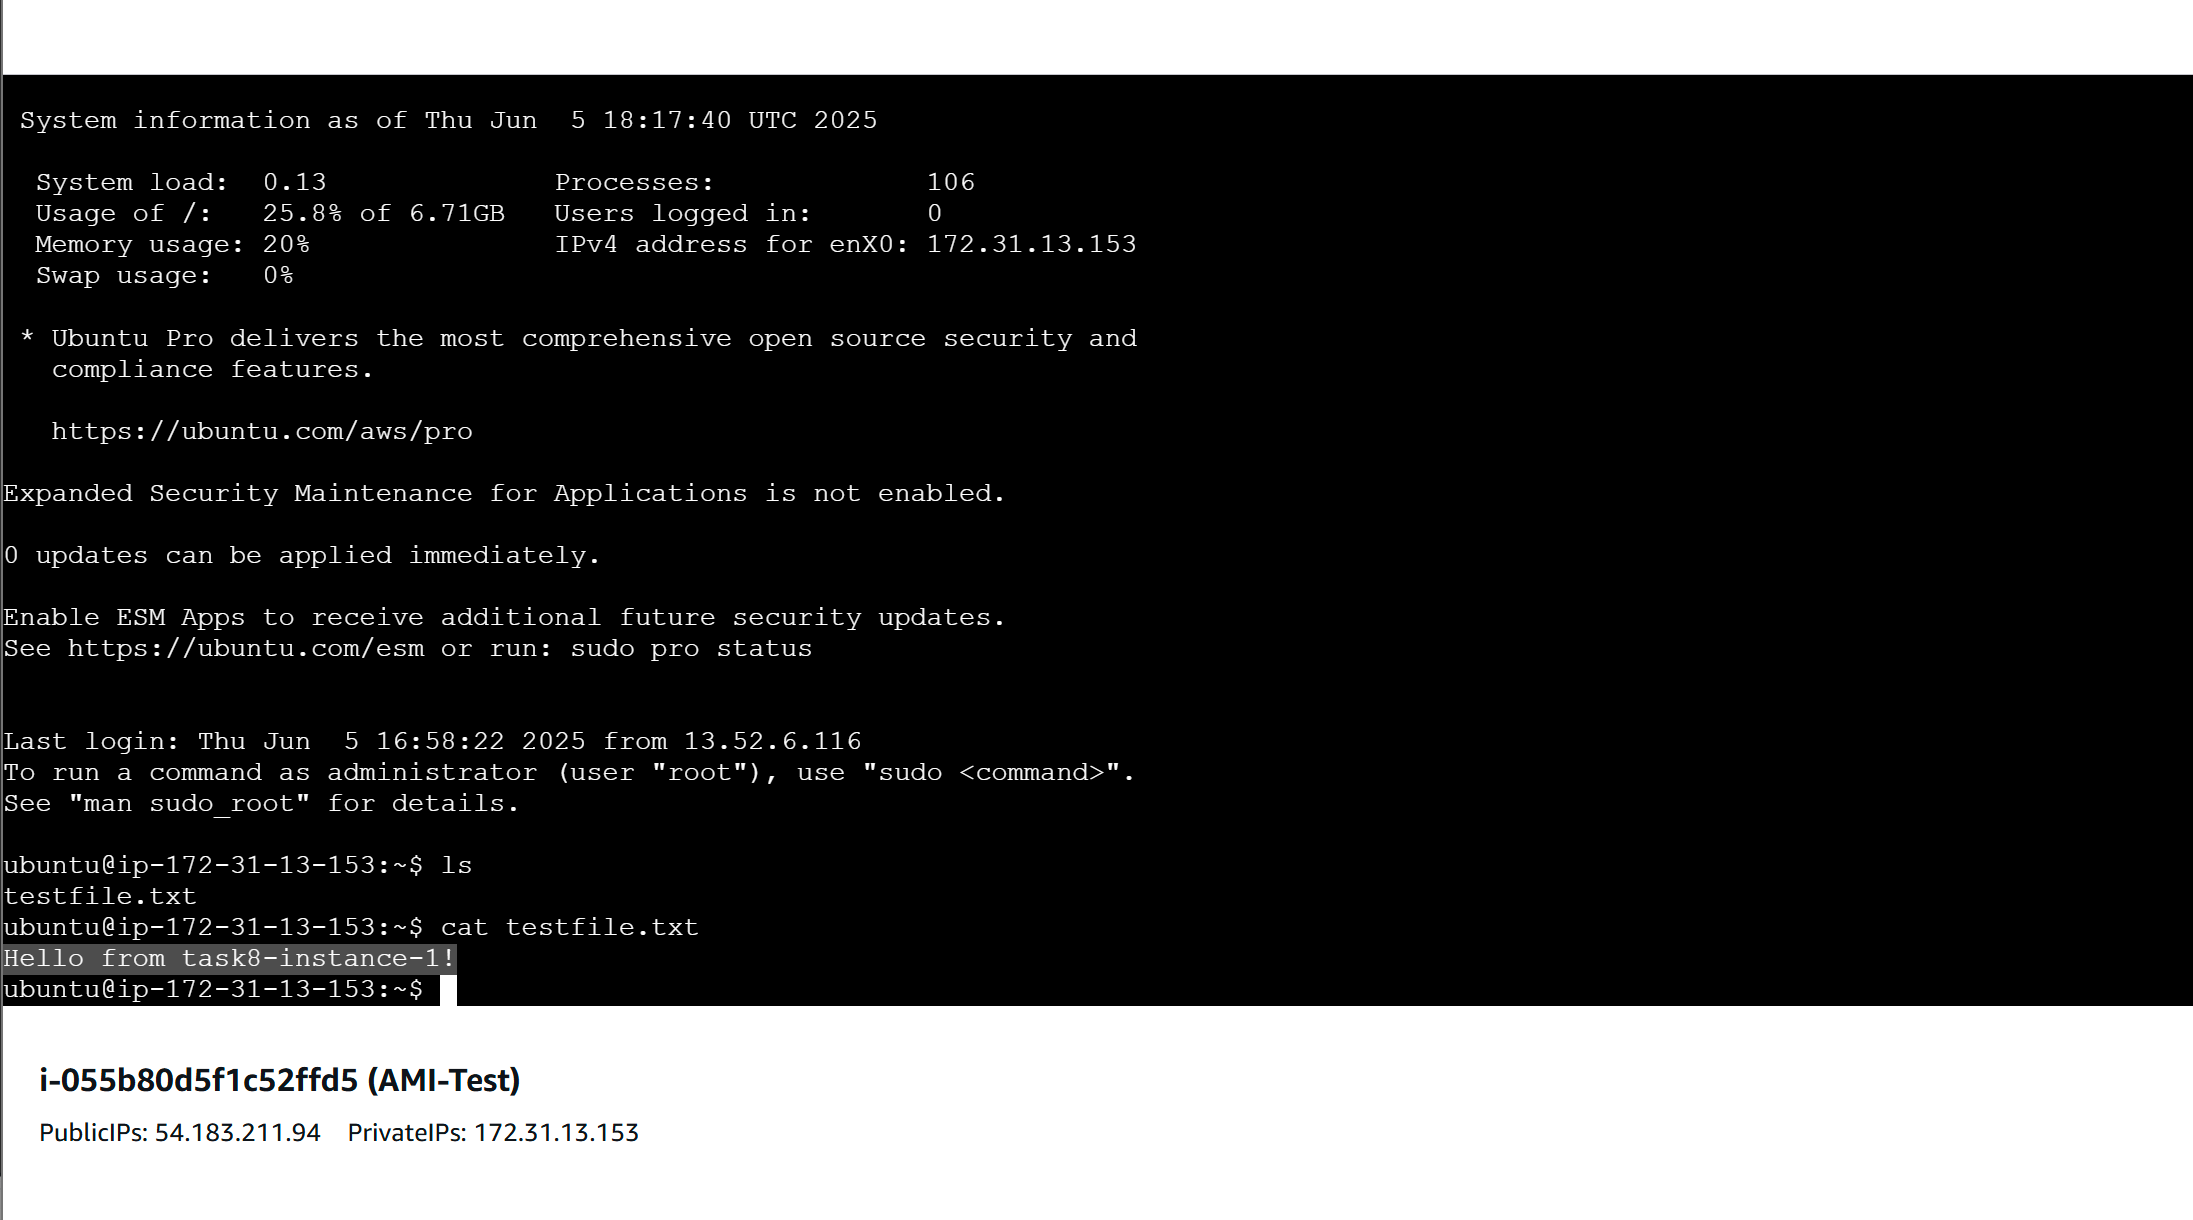 System information as of Thu Jun  5 18:17:40 UTC 2025
System load:  0.13                Processes:             106
Usage of /:   25.8% of 6.71GB   Users logged in:       0
Memory usage: 20%               IPv4 address for enX0: 172.31.13.153
Swap usage:   0%
* Ubuntu Pro delivers the most comprehensive open source security and
compliance features.
https://ubuntu.com/aws/pro
Expanded Security Maintenance for Applications is not enabled.
0 updates can be applied immediately.
Enable ESM Apps to receive additional future security updates.
See https://ubuntu.com/esm or run: sudo pro status
Last login: Thu Jun  5 16:58:22 2025 from 13.52.6.116
To run a command as administrator (user "root"), use "sudo <command>".
See "man sudo_root" for details.
ubuntu@ip-172-31-13-153:~$ ls
testfile.txt
ubuntu@ip-172-31-13-153:~$ cat testfile.txt
Hello from task8-instance-1!
ubuntu@ip-172-31-13-153:~$
i-055b80d5f1c52ffd5 (AMI-Test)
PublicIPs: 54.183.211.94    PrivateIPs: 172.31.13.153